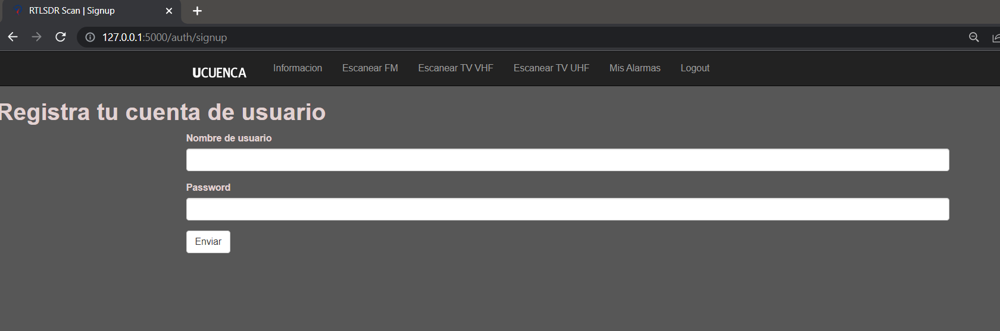 RTLSDR Scan | Signup
127.0.0.1:5000/auth/signup
UCUENCA Informacion Escanear FM Escanear TV VHF Escanear TV UHF Mis Alarmas Logout
Registra tu cuenta de usuario
Nombre de usuario
Password
Enviar